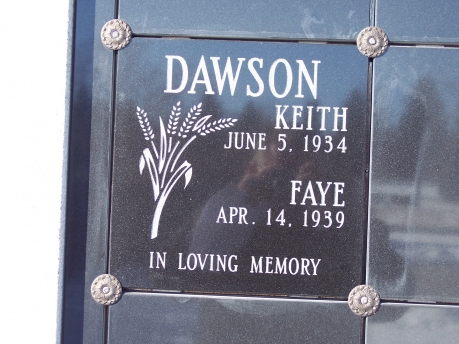 DAWSON
KEITH
JUNE 5, 1934
FAYE
APR. 14, 1939
IN LOVING MEMORY